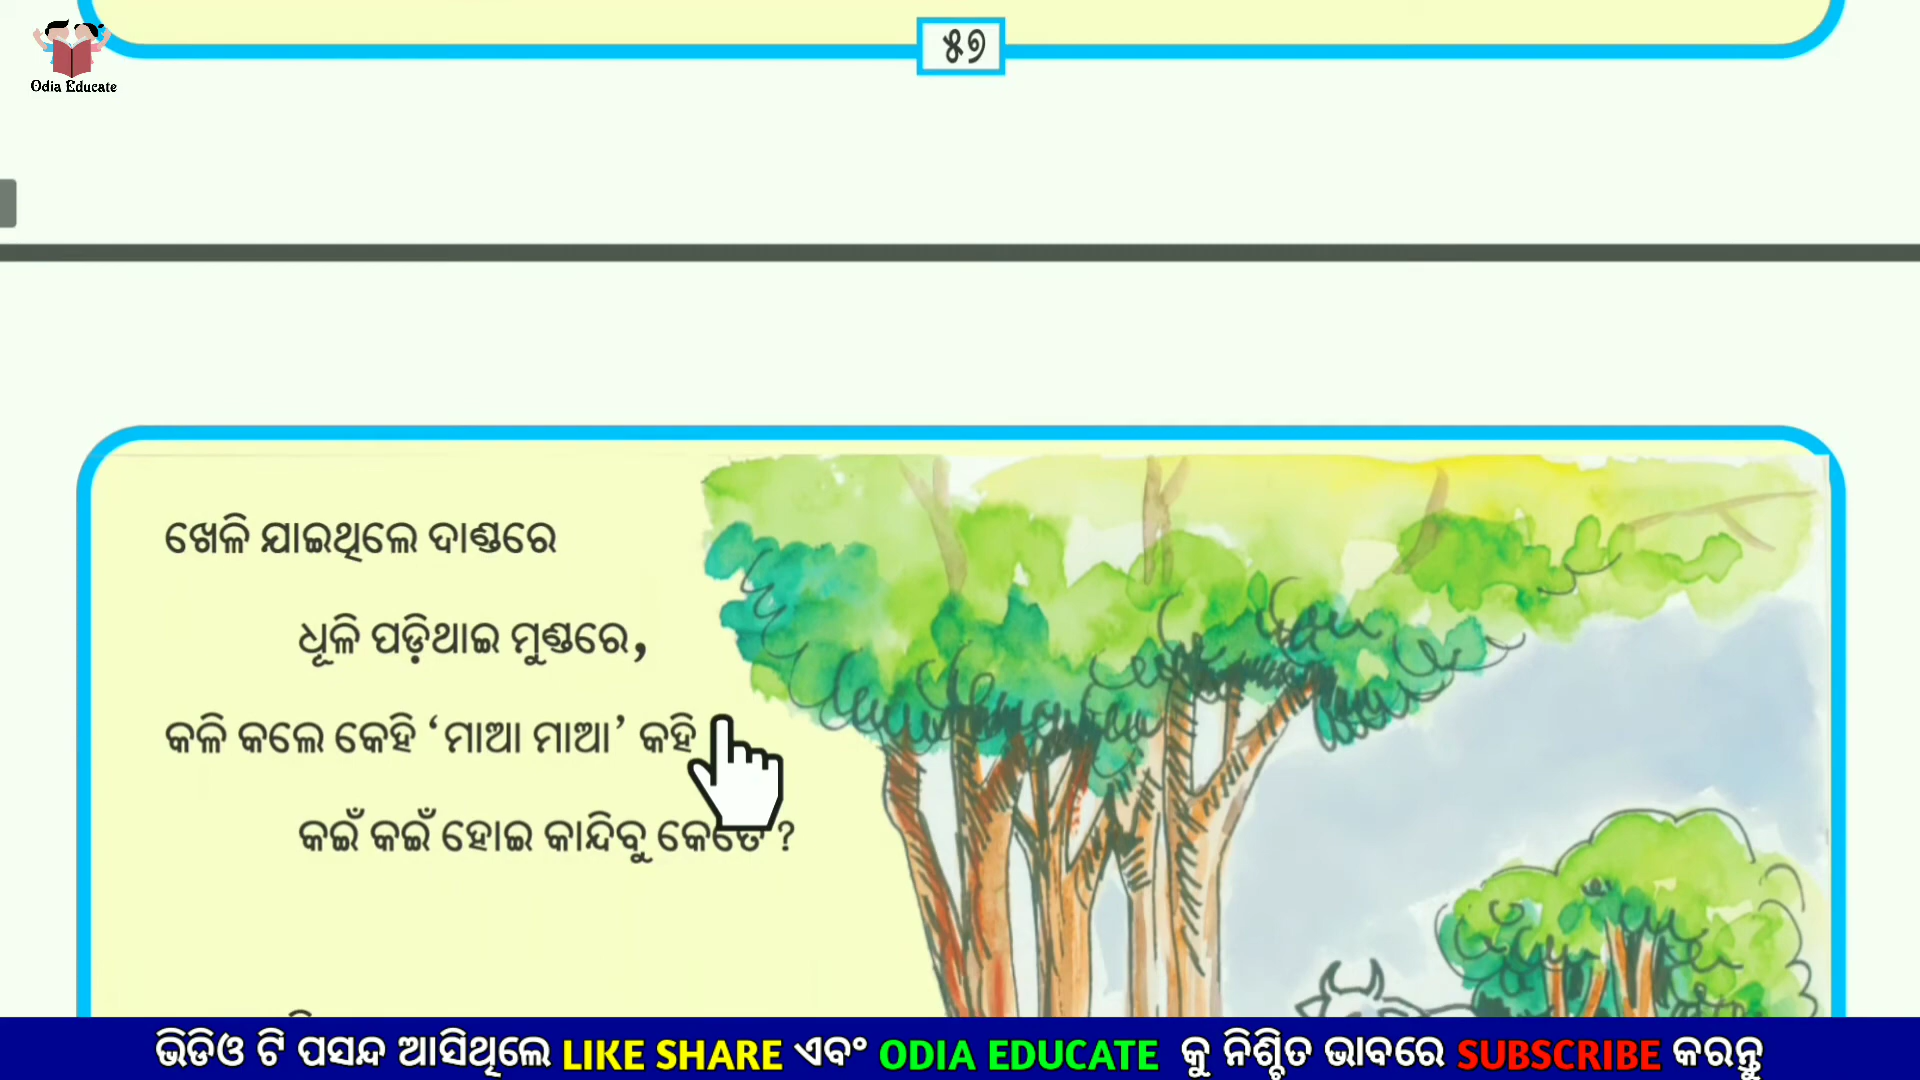 Odia Educate
୫୭
ଖେଳି ଯାଇଥିଲେ ଦାଣ୍ଡରେ
ଧୂଳି ପଡ଼ିଥାଇ ମୁଣ୍ଡରେ,
କଳି କଲେ କେହି ‘ମାଆ ମାଆ’ କହି
କଇଁ କଇଁ ହୋଇ କାନ୍ଦିବୁ କେତେ ?
ଭିଡିଓ ଟି ପସନ୍ଦ ଆସିଥିଲେ LIKE SHARE ଏବଂ ODIA EDUCATE କୁ ନିଶ୍ଚିତ ଭାବରେ SUBSCRIBE କରନ୍ତୁ